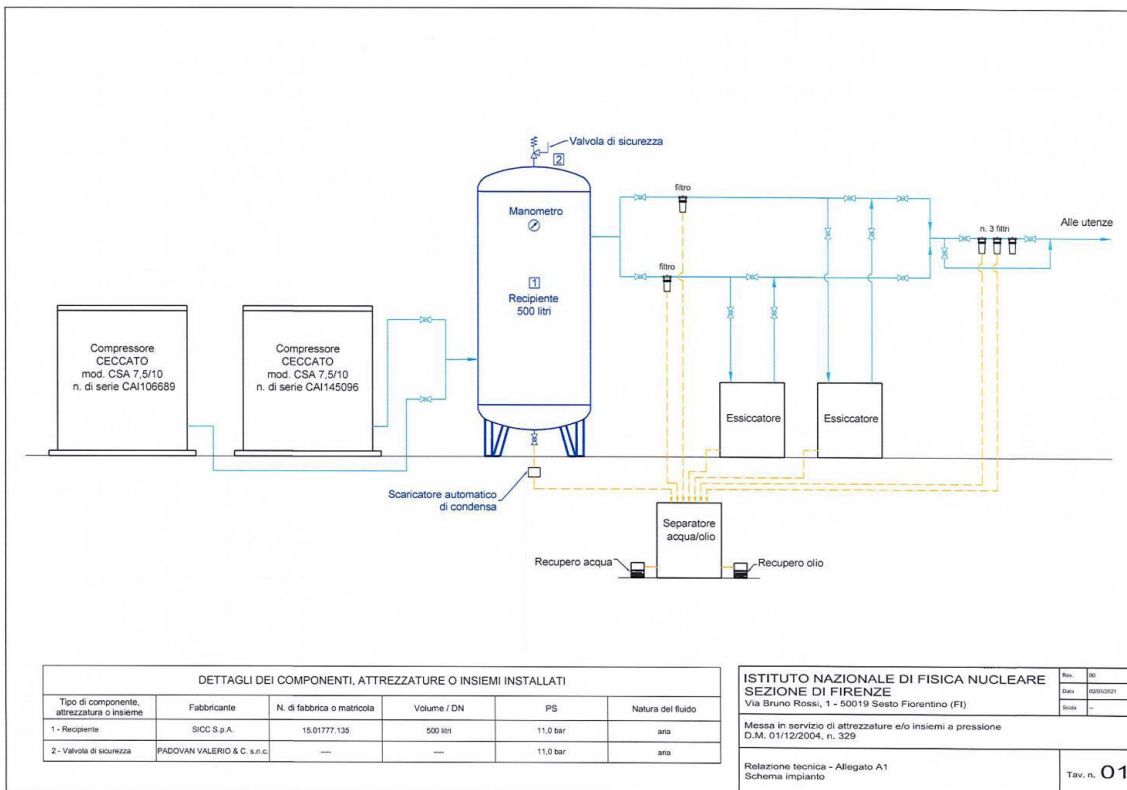 Valvola di sicurezza
2
filtro
Manometro
n. 3 filtri
Alle utenze
filtro
1
Recipiente
500 litri
Compressore
CECCATO
mod. CSA 7,5/10
n. di serie CAI106689
Compressore
CECCATO
mod. CSA 7,5/10
n. di serie CAI145096
Essiccatore
Essiccatore
Scaricatore automatico
di condensa
Separatore
acqua/olio
Recupero acqua
Recupero olio
DETTAGLI DEI COMPONENTI, ATTREZZATURE O INSIEMI INSTALLATI
Tipo di componente, attrezzatura o insieme Fabbricante N. di fabbrica o matricola Volume / DN PS Natura del fluido
1 - Recipiente SICC S.p.A. 15.01777.135 500 litri 11,0 bar aria
2 - Valvola di sicurezza PADOVAN VALERIO & C. s.n.c. ---- ---- 11,0 bar aria
ISTITUTO NAZIONALE DI FISICA NUCLEARE
SEZIONE DI FIRENZE
Via Bruno Rossi, 1 - 50019 Sesto Fiorentino (FI)
Rev. 00
Data 02/03/2021
Scala --
Messa in servizio di attrezzature e/o insiemi a pressione
D.M. 01/12/2004, n. 329
Relazione tecnica - Allegato A1
Schema impianto
Tav. n. 01